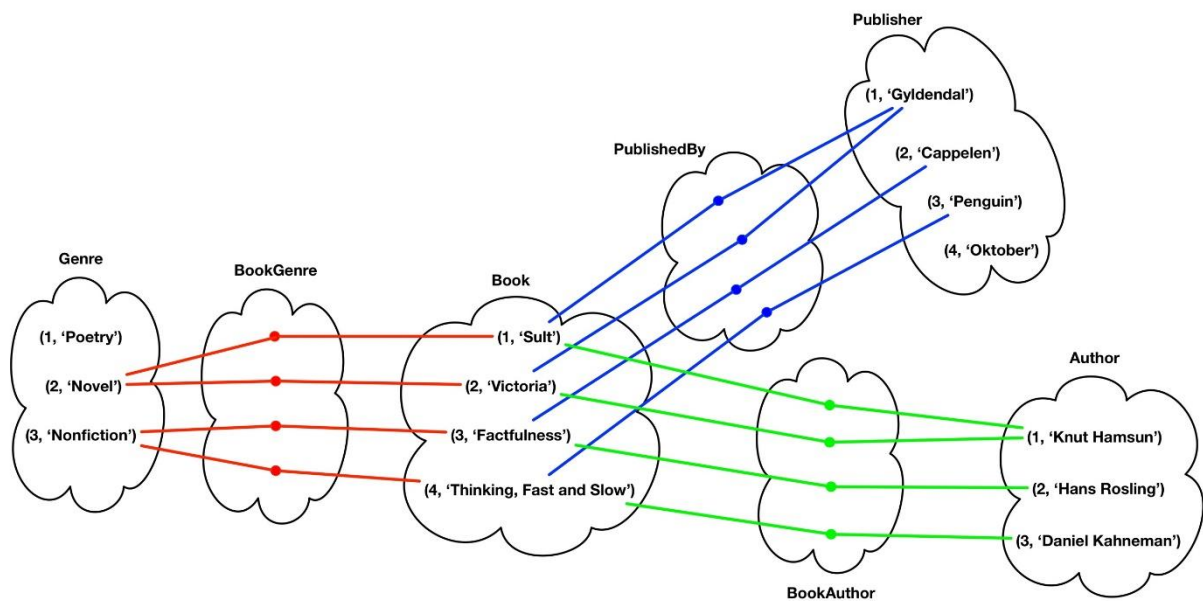 Publisher
(1, ‘Gyldendal’)
PublishedBy
(2, ‘Cappelen’)
(3, ‘Penguin’)
(4, ‘Oktober’)
Genre
BookGenre
Book
(1, ‘Poetry’)
(2, ‘Novel’)
(3, ‘Nonfiction’)
(1, ‘Sult’)
(2, ‘Victoria’)
(3, ‘Factfulness’)
(4, ‘Thinking, Fast and Slow’)
Author
(1, ‘Knut Hamsun’)
(2, ‘Hans Rosling’)
(3, ‘Daniel Kahneman’)
BookAuthor